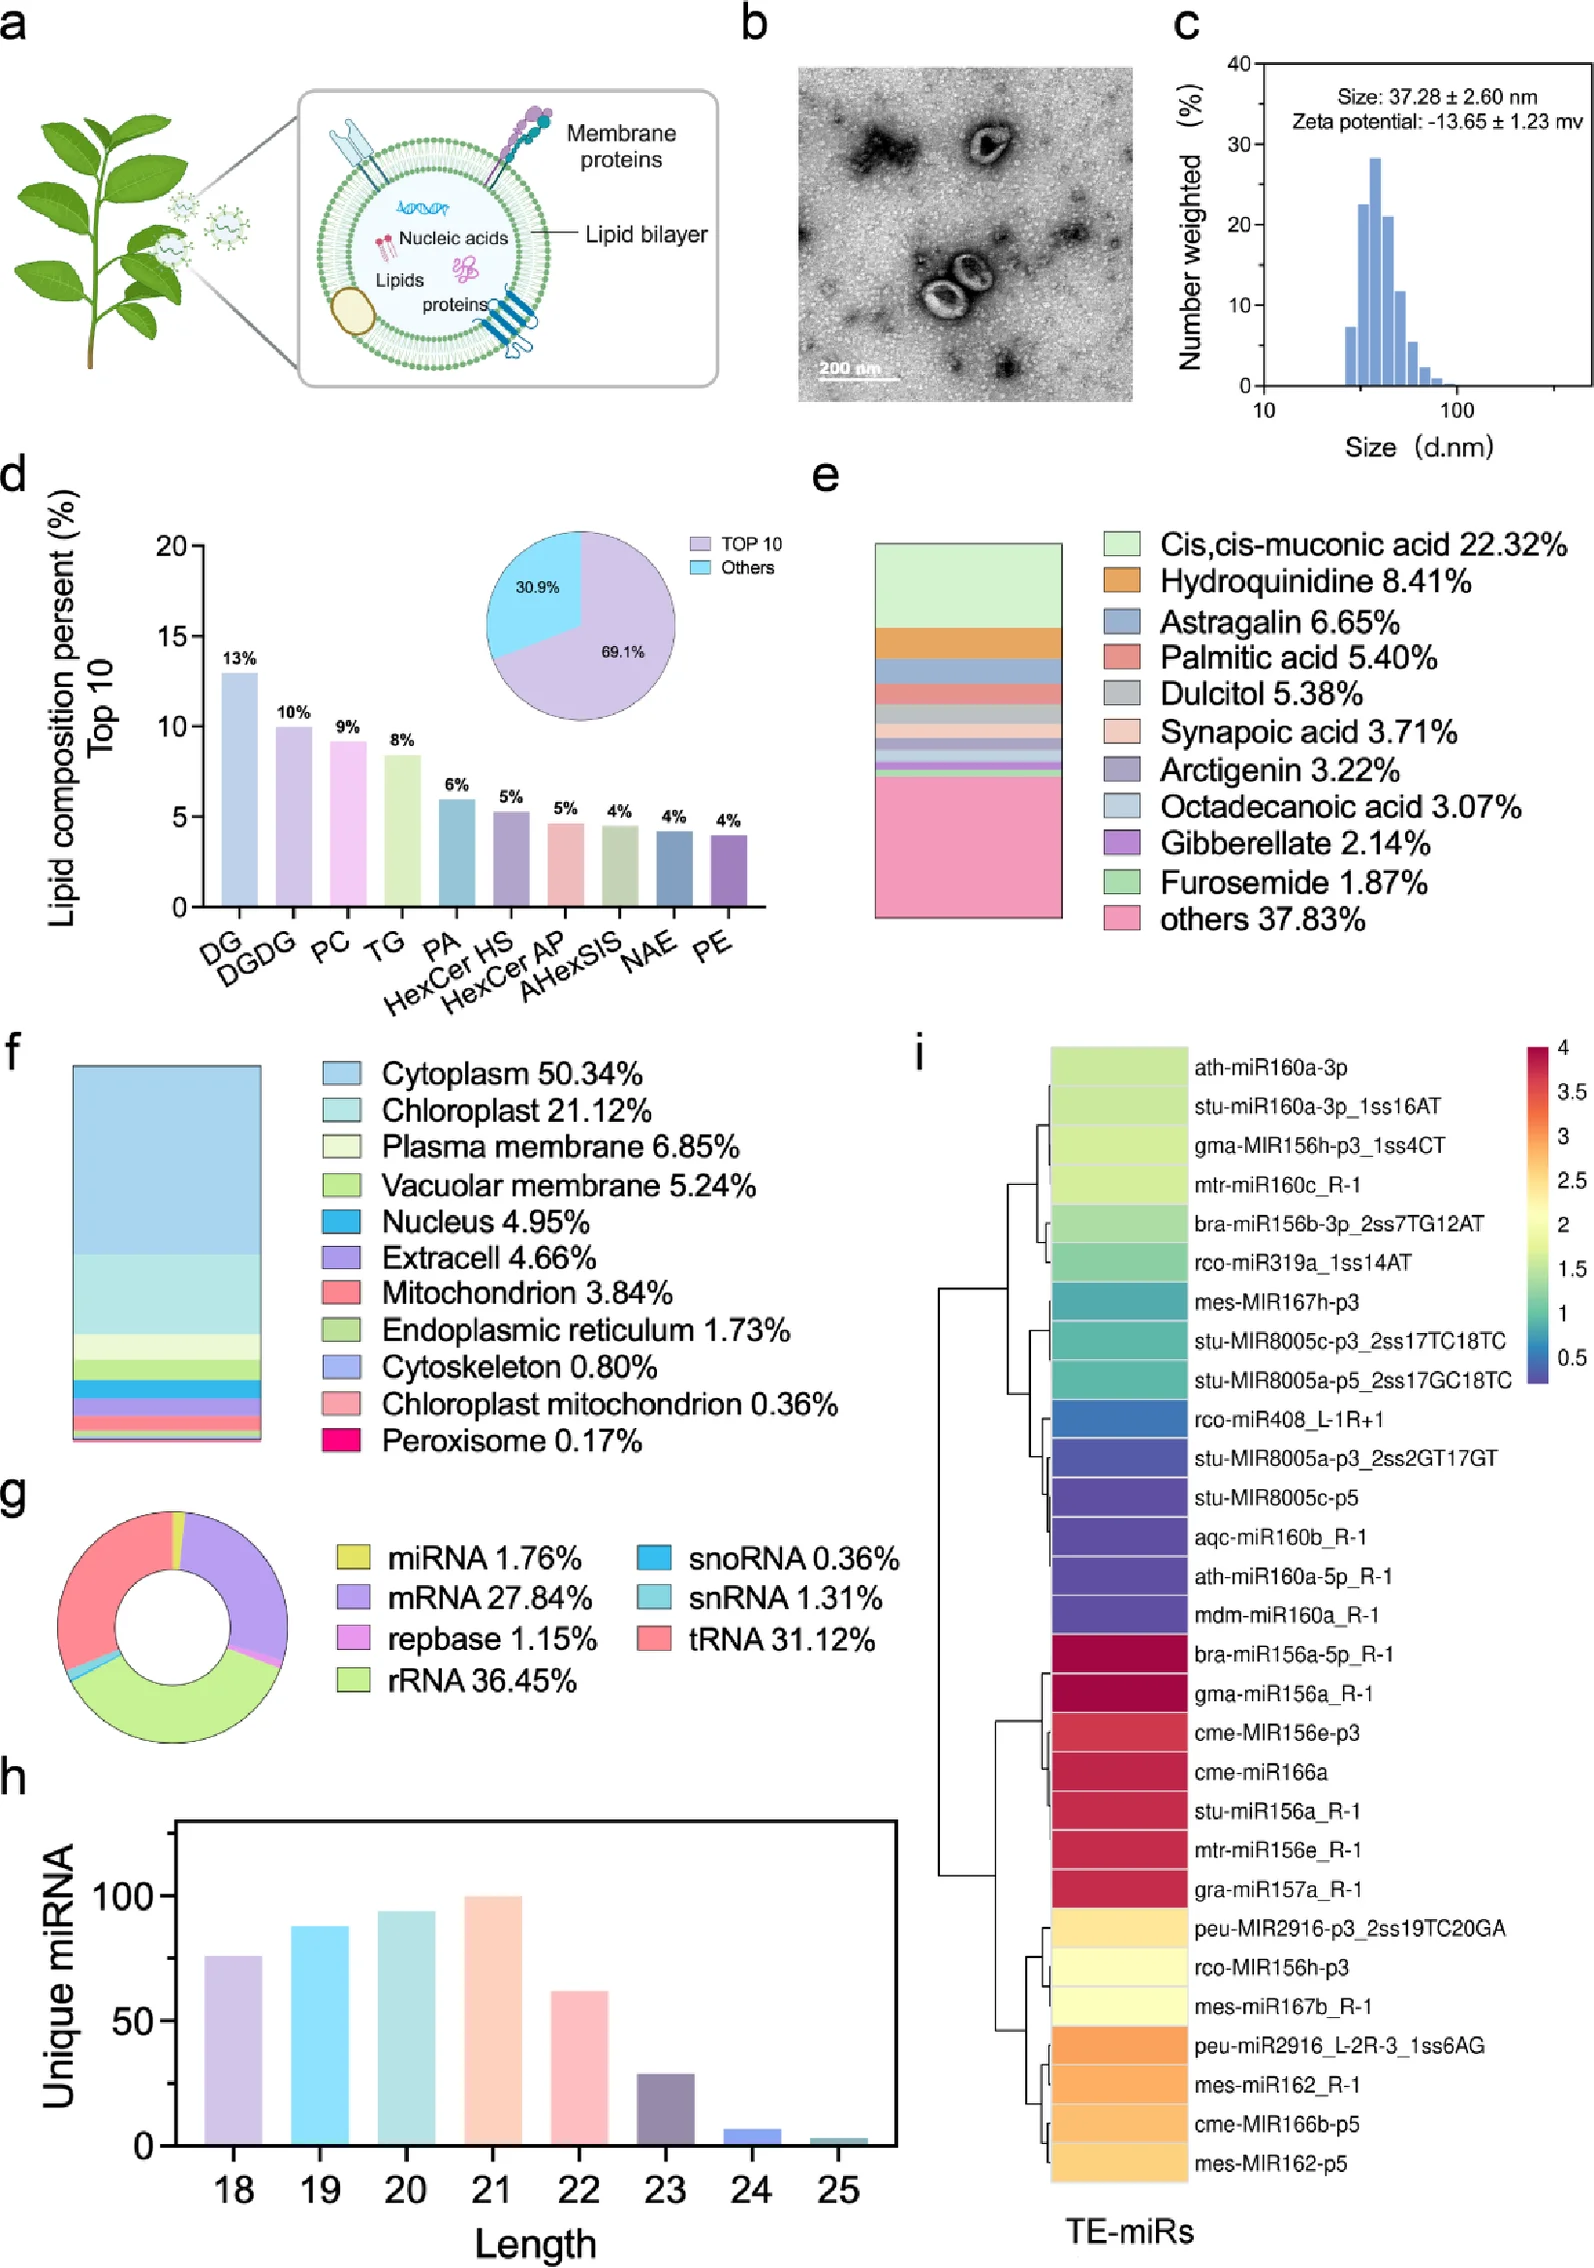 a
Membrane
proteins
Lipid bilayer
Nucleic acids
Lipids
proteins
b
200 nm
c
Number weighted (%)
40
30
20
10
0
Size: 37.28 ± 2.60 nm
Zeta potential: -13.65 ± 1.23 mv
10
100
Size (d.nm)
d
Lipid composition persent (%)
Top 10
20
15
10
5
0
13%
10%
9%
8%
6%
5%
5%
4%
4%
4%
DG
DGDG
PC
TG
PA
HexCer HS
HexCer AP
AHexSIS
NAE
PE
30.9%
69.1%
TOP 10
Others
e
Cis,cis-muconic acid 22.32%
Hydroquinidine 8.41%
Astragalin 6.65%
Palmitic acid 5.40%
Dulcitol 5.38%
Synapoic acid 3.71%
Arctigenin 3.22%
Octadecanoic acid 3.07%
Gibberellate 2.14%
Furosemide 1.87%
others 37.83%
f
Cytoplasm 50.34%
Chloroplast 21.12%
Plasma membrane 6.85%
Vacuolar membrane 5.24%
Nucleus 4.95%
Extracell 4.66%
Mitochondrion 3.84%
Endoplasmic reticulum 1.73%
Cytoskeleton 0.80%
Chloroplast mitochondrion 0.36%
Peroxisome 0.17%
g
miRNA 1.76%
mRNA 27.84%
repbase 1.15%
rRNA 36.45%
snoRNA 0.36%
snRNA 1.31%
tRNA 31.12%
h
Unique miRNA
100
50
0
18
19
20
21
22
23
24
25
Length
i
ath-miR160a-3p
stu-miR160a-3p_1ss16AT
gma-MIR156h-p3_1ss4CT
mtr-miR160c_R-1
bra-miR156b-3p_2ss7TG12AT
rco-miR319a_1ss14AT
mes-MIR167h-p3
stu-MIR8005c-p3_2ss17TC18TC
stu-MIR8005a-p5_2ss17GC18TC
rco-miR408_L-1R+1
stu-MIR8005a-p3_2ss2GT17GT
stu-MIR8005c-p5
aqc-miR160b_R-1
ath-miR160a-5p_R-1
mdm-miR160a_R-1
bra-miR156a-5p_R-1
gma-miR156a_R-1
cme-MIR156e-p3
cme-miR166a
stu-miR156a_R-1
mtr-miR156e_R-1
gra-miR157a_R-1
peu-MIR2916-p3_2ss19TC20GA
rco-MIR156h-p3
mes-miR167b_R-1
peu-miR2916_L-2R-3_1ss6AG
mes-miR162_R-1
cme-MIR166b-p5
mes-MIR162-p5
TE-miRs
4
3.5
3
2.5
2
1.5
1
0.5